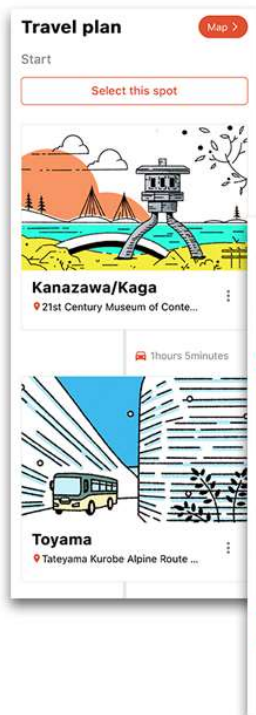 Travel plan
Map >
Start
Select this spot
Kanazawa/Kaga
21st Century Museum of Conte...
1hours 5minutes
Toyama
Tateyama Kurobe Alpine Route ...